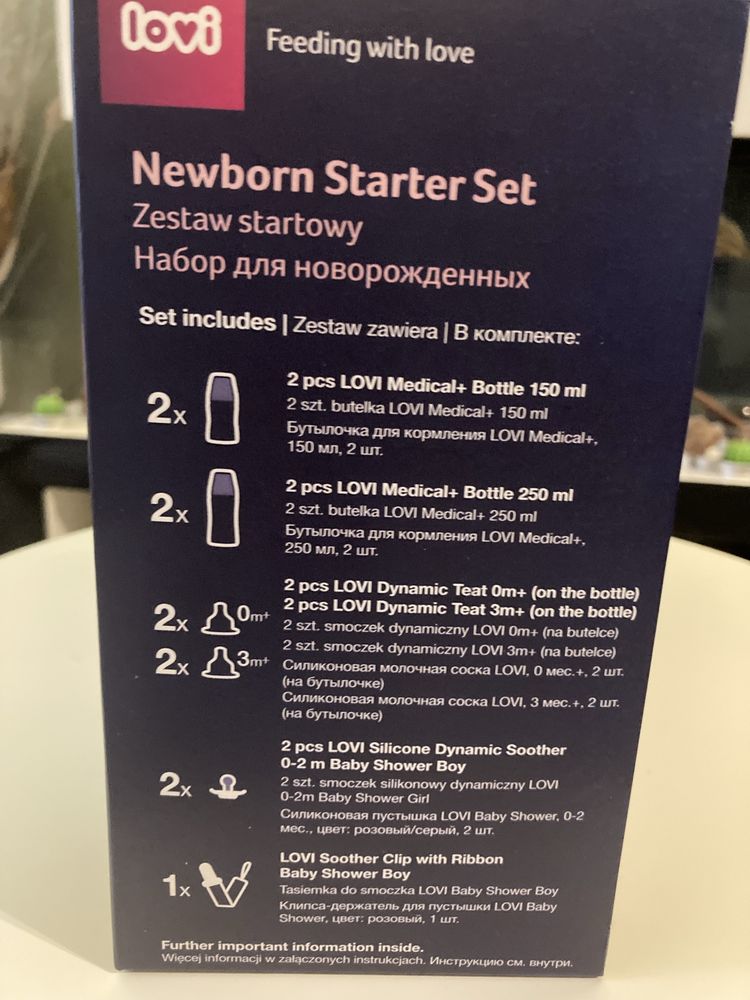 lovi
Feeding with love
Newborn Starter Set
Zestaw startowy
Набор для новорожденных
Set includes | Zestaw zawiera | В комплекте:
2x
2 pcs LOVI Medical+ Bottle 150 ml
2 szt. butelka LOVI Medical+ 150 ml
Бутылочка для кормления LOVI Medical+,
150 мл, 2 шт.
2x
2 pcs LOVI Medical+ Bottle 250 ml
2 szt. butelka LOVI Medical+ 250 ml
Бутылочка для кормления LOVI Medical+,
250 мл, 2 шт.
2x 0m+
2x 3m+
2 pcs LOVI Dynamic Teat 0m+ (on the bottle)
2 pcs LOVI Dynamic Teat 3m+ (on the bottle)
2 szt. smoczek dynamiczny LOVI 0m+ (na butelce)
2 szt. smoczek dynamiczny LOVI 3m+ (na butelce)
Силиконовая молочная соска LOVI, 0 мес.+, 2 шт.
(на бутылочке)
Силиконовая молочная соска LOVI, 3 мес.+, 2 шт.
(на бутылочке)
2x
2 pcs LOVI Silicone Dynamic Soother
0-2 m Baby Shower Boy
2 szt. smoczek silikonowy dynamiczny LOVI
0-2m Baby Shower Girl
Силиконовая пустышка LOVI Baby Shower, 0-2
мес., цвет: розовый/серый, 2 шт.
1x
LOVI Soother Clip with Ribbon
Baby Shower Boy
Tasiemka do smoczka LOVI Baby Shower Boy
Клипса-держатель для пустышки LOVI Baby
Shower, цвет: розовый, 1 шт.
Further important information inside.
Więcej informacji w załączonych instrukcjach. Инструкцию см. внутри.